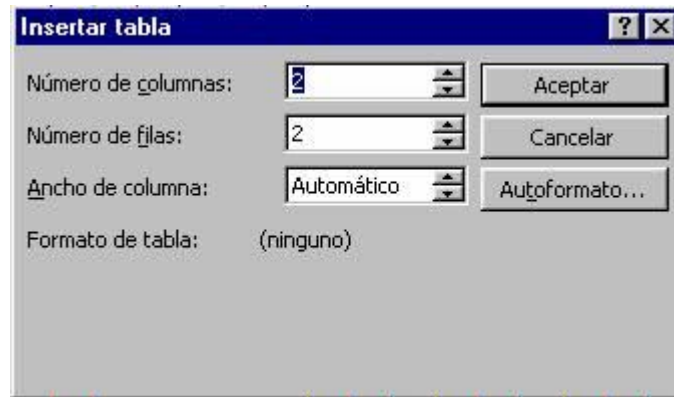 Insertar tabla
Número de columnas: 2 Aceptar
Número de filas: 2 Cancelar
Ancho de columna: Automático Autoformato...
Formato de tabla: (ninguno)